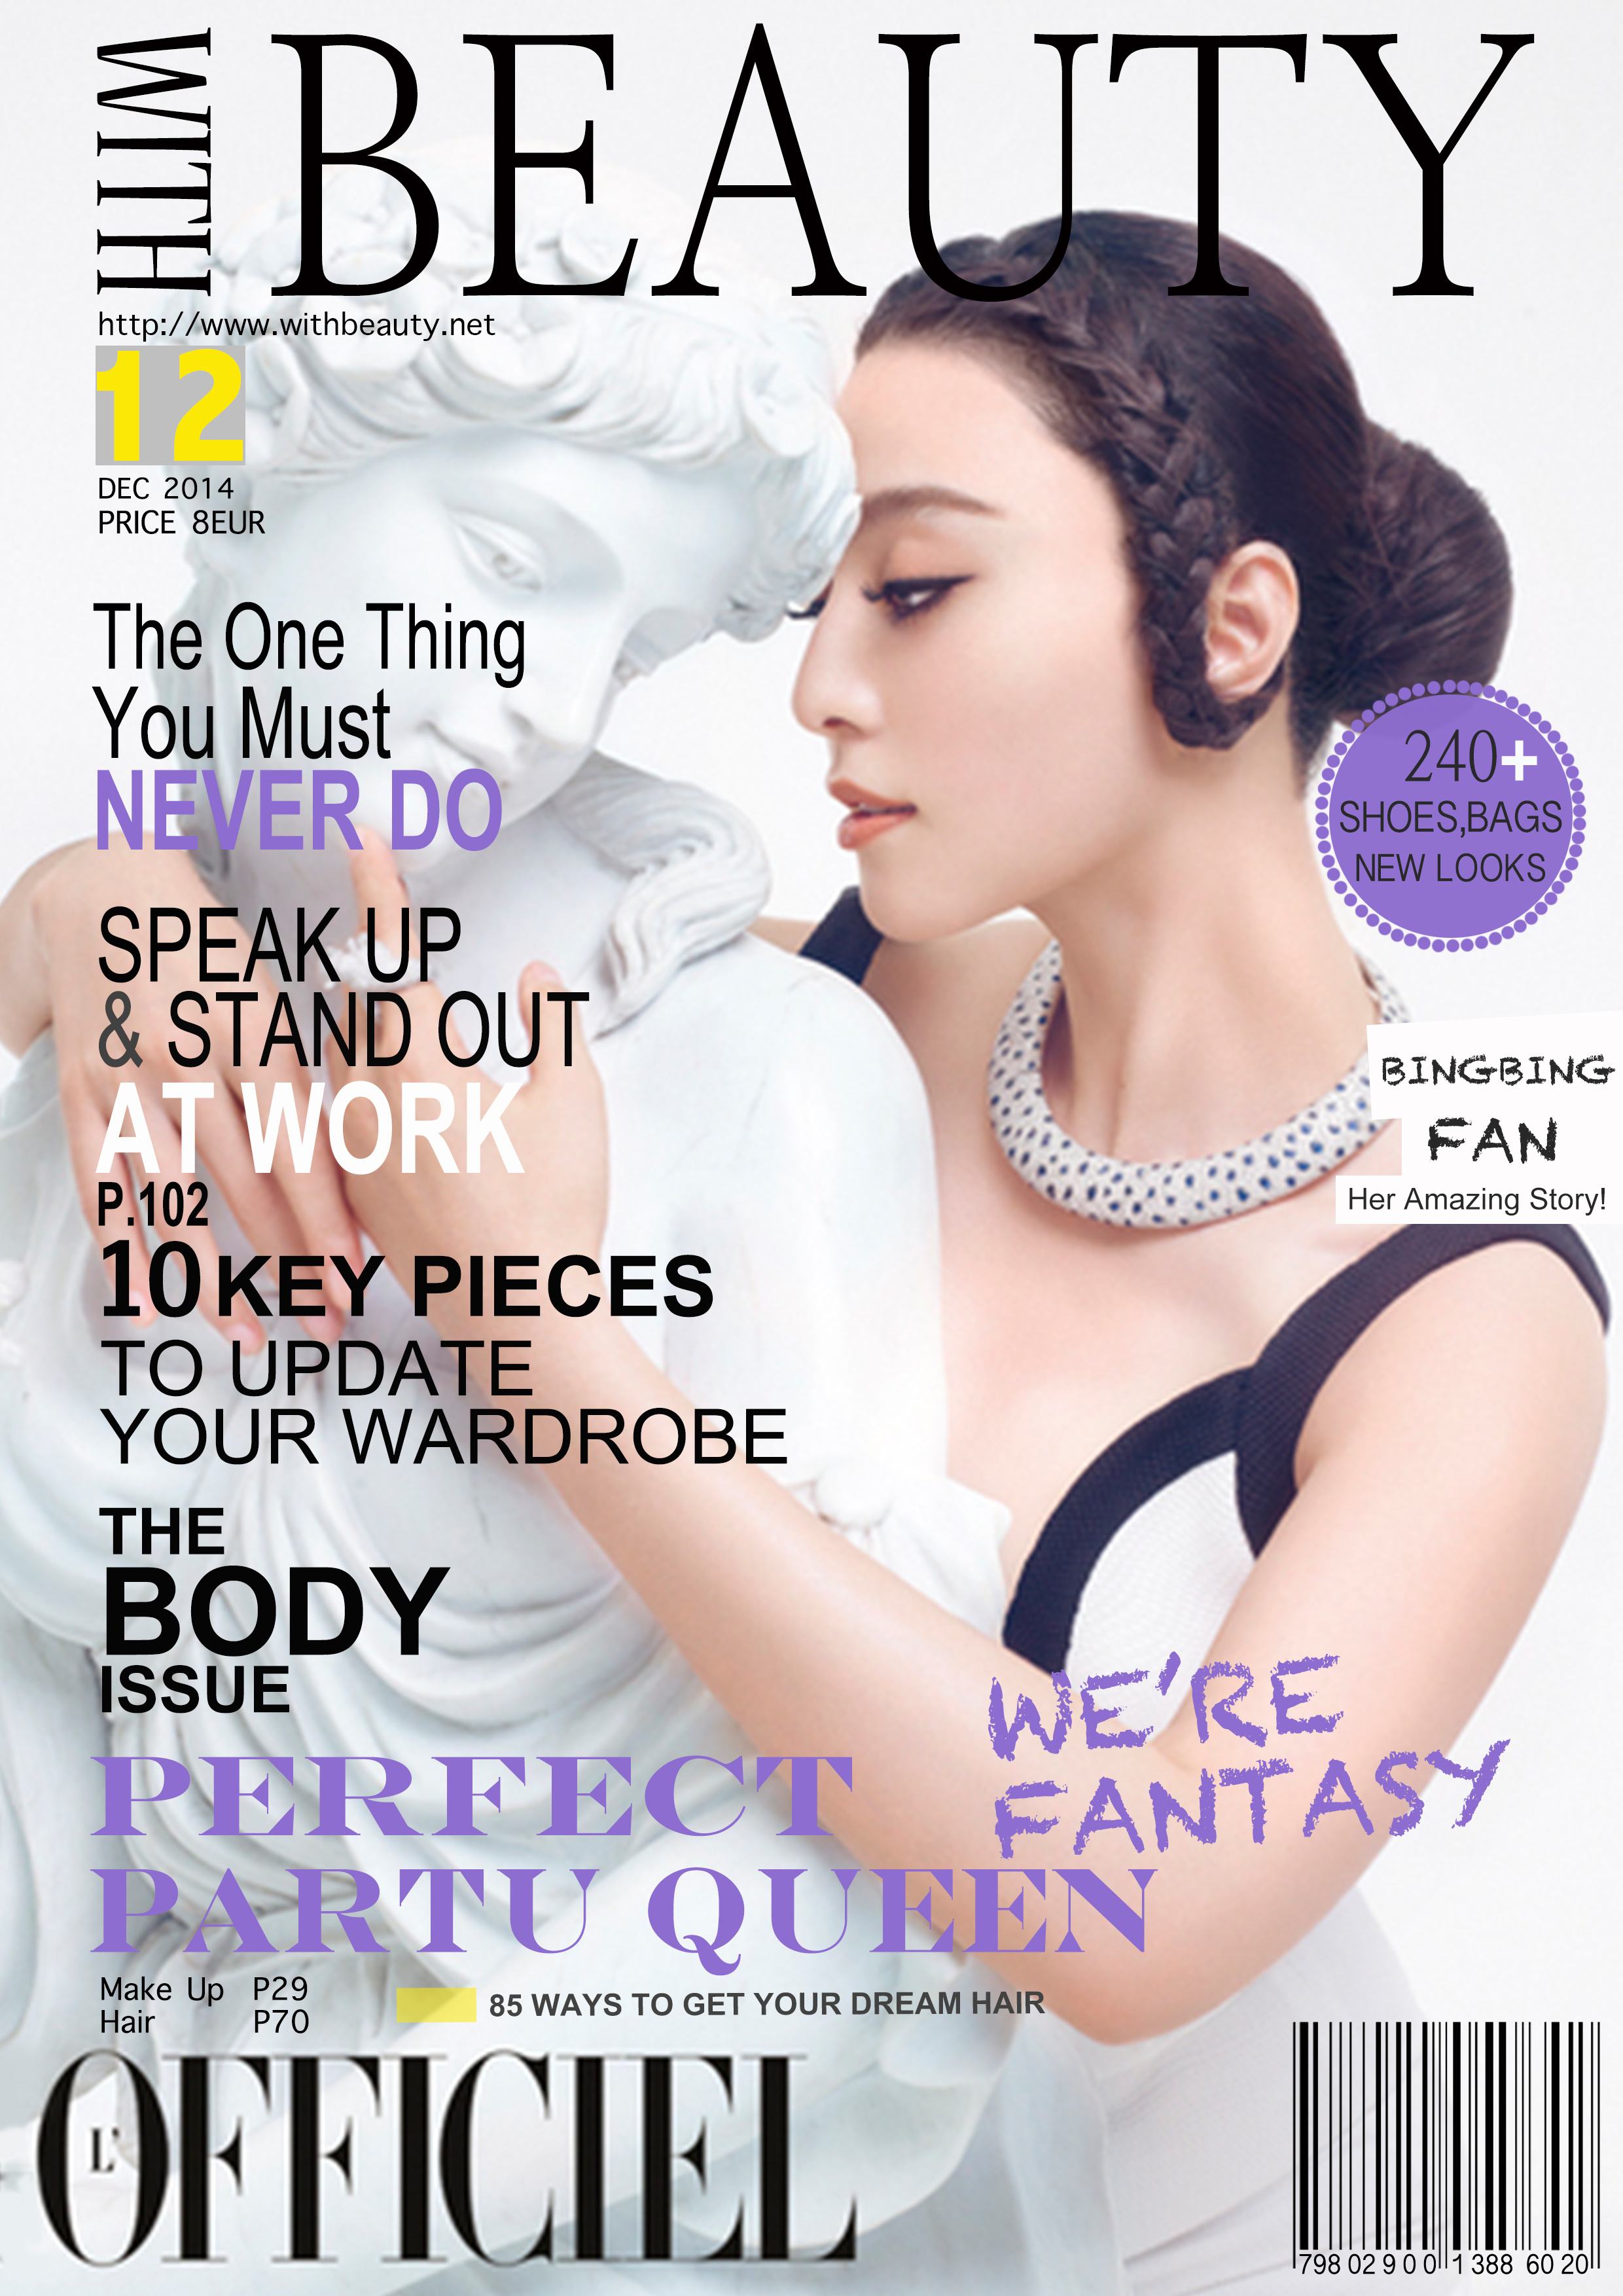 WITH BEAUTY
http://www.withbeauty.net
12
DEC 2014
PRICE 8EUR
The One Thing
You Must
NEVER DO
240+
SHOES,BAGS
NEW LOOKS
SPEAK UP
& STAND OUT
AT WORK
P.102
BINGBING
FAN
Her Amazing Story!
10 KEY PIECES
TO UPDATE
YOUR WARDROBE
THE
BODY
ISSUE
WE'RE
FANTASY
PERFECT
PARTU QUEEN
Make Up P29
Hair P70
85 WAYS TO GET YOUR DREAM HAIR
L'OFFICIEL
798 02 9 0 0 1 388 60 20